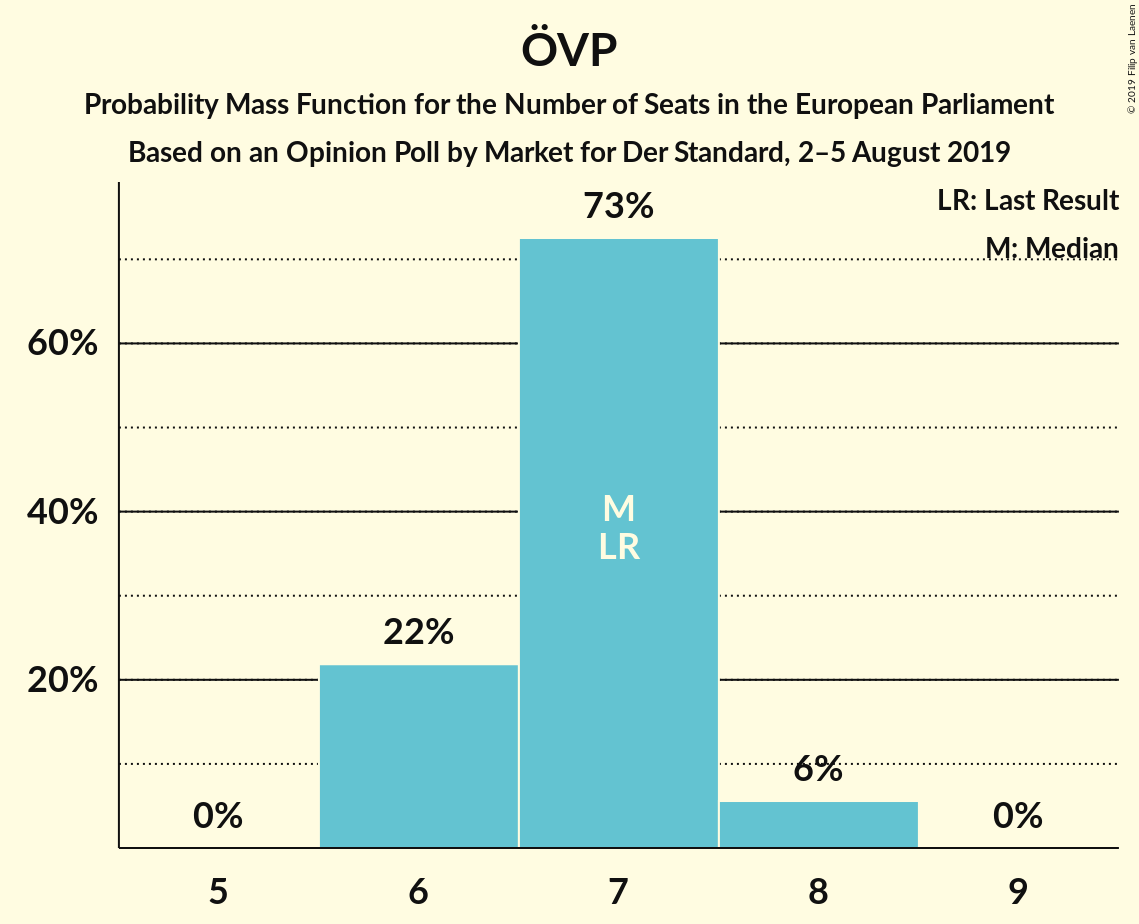 ÖVP
Probability Mass Function for the Number of Seats in the European Parliament
Based on an Opinion Poll by Market for Der Standard, 2–5 August 2019
© 2019 Filip van Laenen
LR: Last Result
M: Median
73%
60%
40%
M
LR
22%
20%
6%
0%
0%
5
6
7
8
9